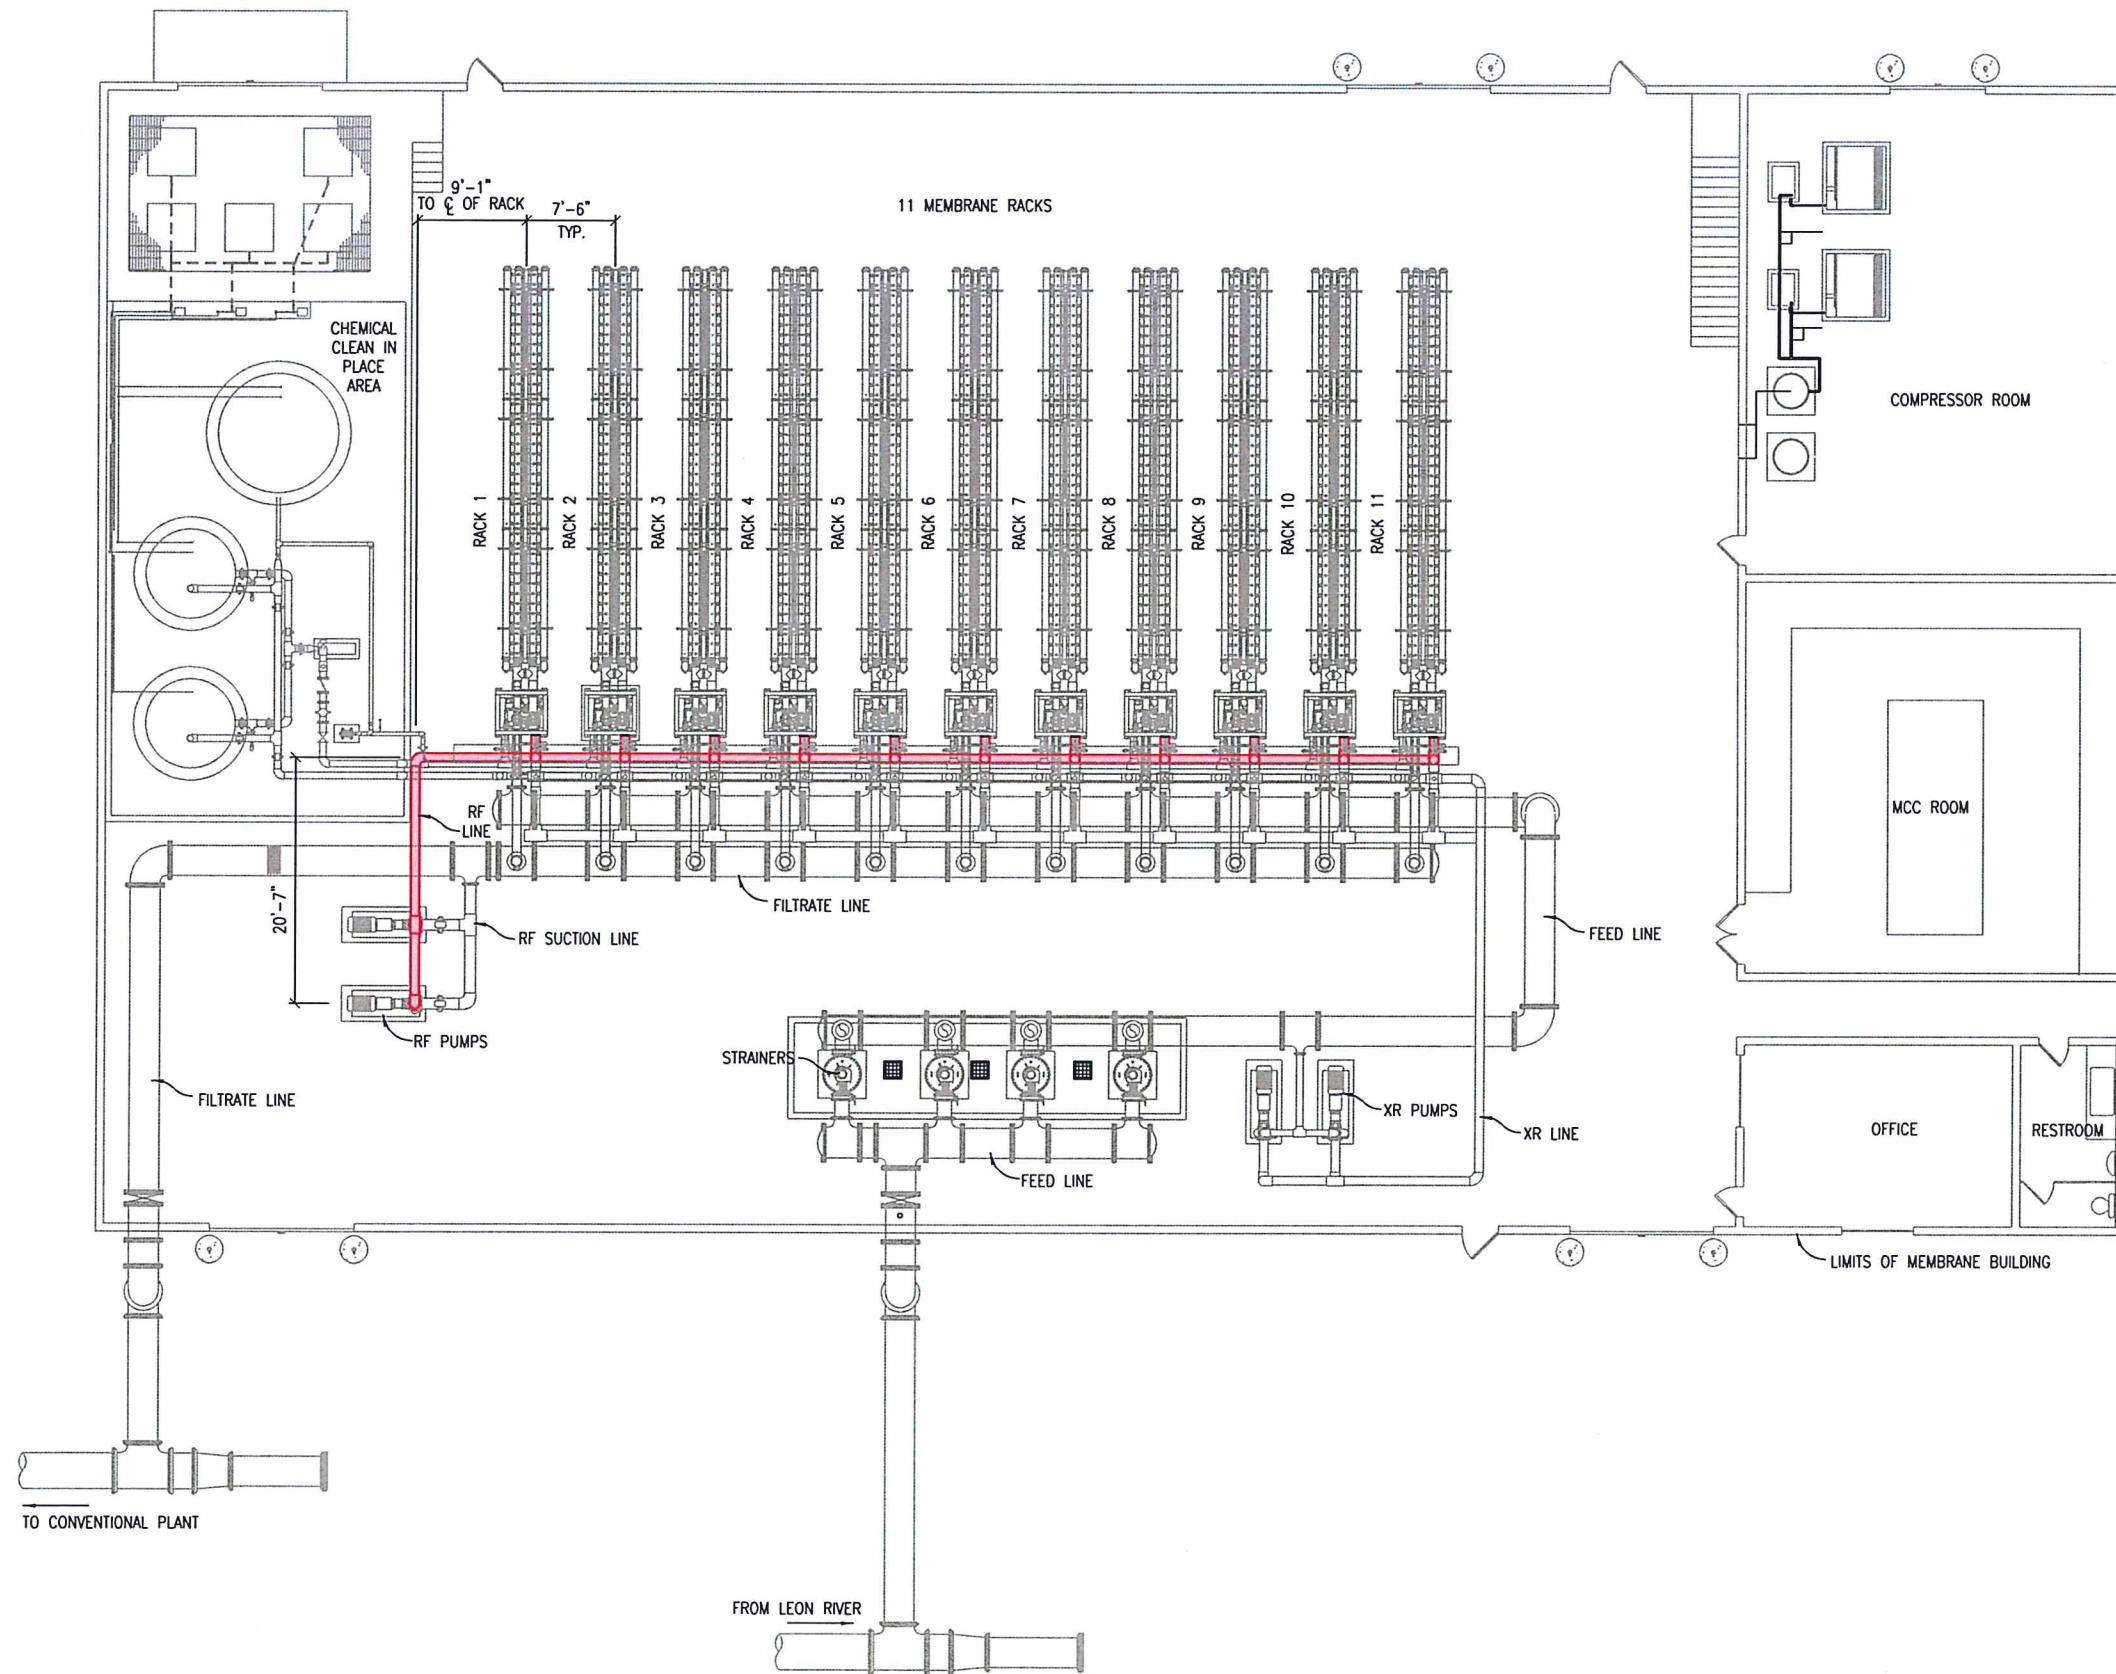 9'-1"
TO ℄ OF RACK
7'-6"
TYP.
11 MEMBRANE RACKS
CHEMICAL
CLEAN IN
PLACE
AREA
COMPRESSOR ROOM
RACK 1
RACK 2
RACK 3
RACK 4
RACK 5
RACK 6
RACK 7
RACK 8
RACK 9
RACK 10
RACK 11
RF
LINE
MCC ROOM
20'-7"
FILTRATE LINE
RF SUCTION LINE
FEED LINE
RF PUMPS
STRAINERS
FILTRATE LINE
XR PUMPS
XR LINE
OFFICE
RESTROOM
FEED LINE
LIMITS OF MEMBRANE BUILDING
TO CONVENTIONAL PLANT
FROM LEON RIVER